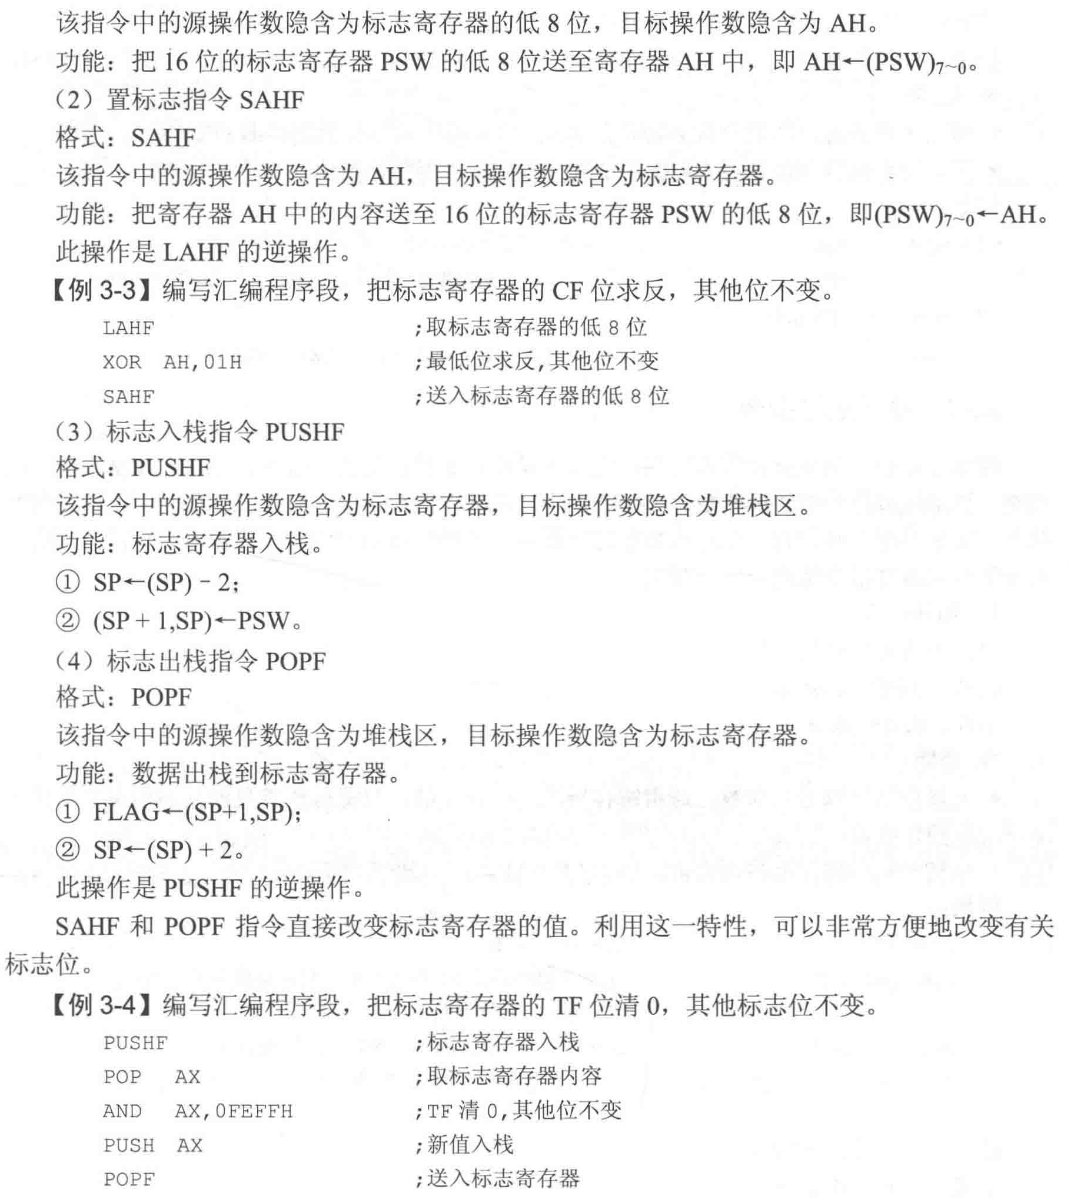 该指令中的源操作数隐含为标志寄存器的低 8 位，目标操作数隐含为 AH。
功能：把 16 位的标志寄存器 PSW 的低 8 位送至寄存器 AH 中，即 AH←(PSW)₇~₀。
（2）置标志指令 SAHF
格式：SAHF
该指令中的源操作数隐含为 AH，目标操作数隐含为标志寄存器。
功能：把寄存器 AH 中的内容送至 16 位的标志寄存器 PSW 的低 8 位，即(PSW)₇~₀←AH。
此操作是 LAHF 的逆操作。
【例 3-3】编写汇编程序段，把标志寄存器的 CF 位求反，其他位不变。
LAHF ;取标志寄存器的低 8 位
XOR AH,01H ;最低位求反,其他位不变
SAHF ;送入标志寄存器的低 8 位
（3）标志入栈指令 PUSHF
格式：PUSHF
该指令中的源操作数隐含为标志寄存器，目标操作数隐含为堆栈区。
功能：标志寄存器入栈。
① SP←(SP)－2；
② (SP + 1,SP)←PSW。
（4）标志出栈指令 POPF
格式：POPF
该指令中的源操作数隐含为堆栈区，目标操作数隐含为标志寄存器。
功能：数据出栈到标志寄存器。
① FLAG←(SP+1,SP)；
② SP←(SP) + 2。
此操作是 PUSHF 的逆操作。
SAHF 和 POPF 指令直接改变标志寄存器的值。利用这一特性，可以非常方便地改变有关
标志位。
【例 3-4】编写汇编程序段，把标志寄存器的 TF 位清 0，其他标志位不变。
PUSHF ;标志寄存器入栈
POP AX ;取标志寄存器内容
AND AX,0FEFFH ;TF 清 0,其他位不变
PUSH AX ;新值入栈
POPF ;送入标志寄存器